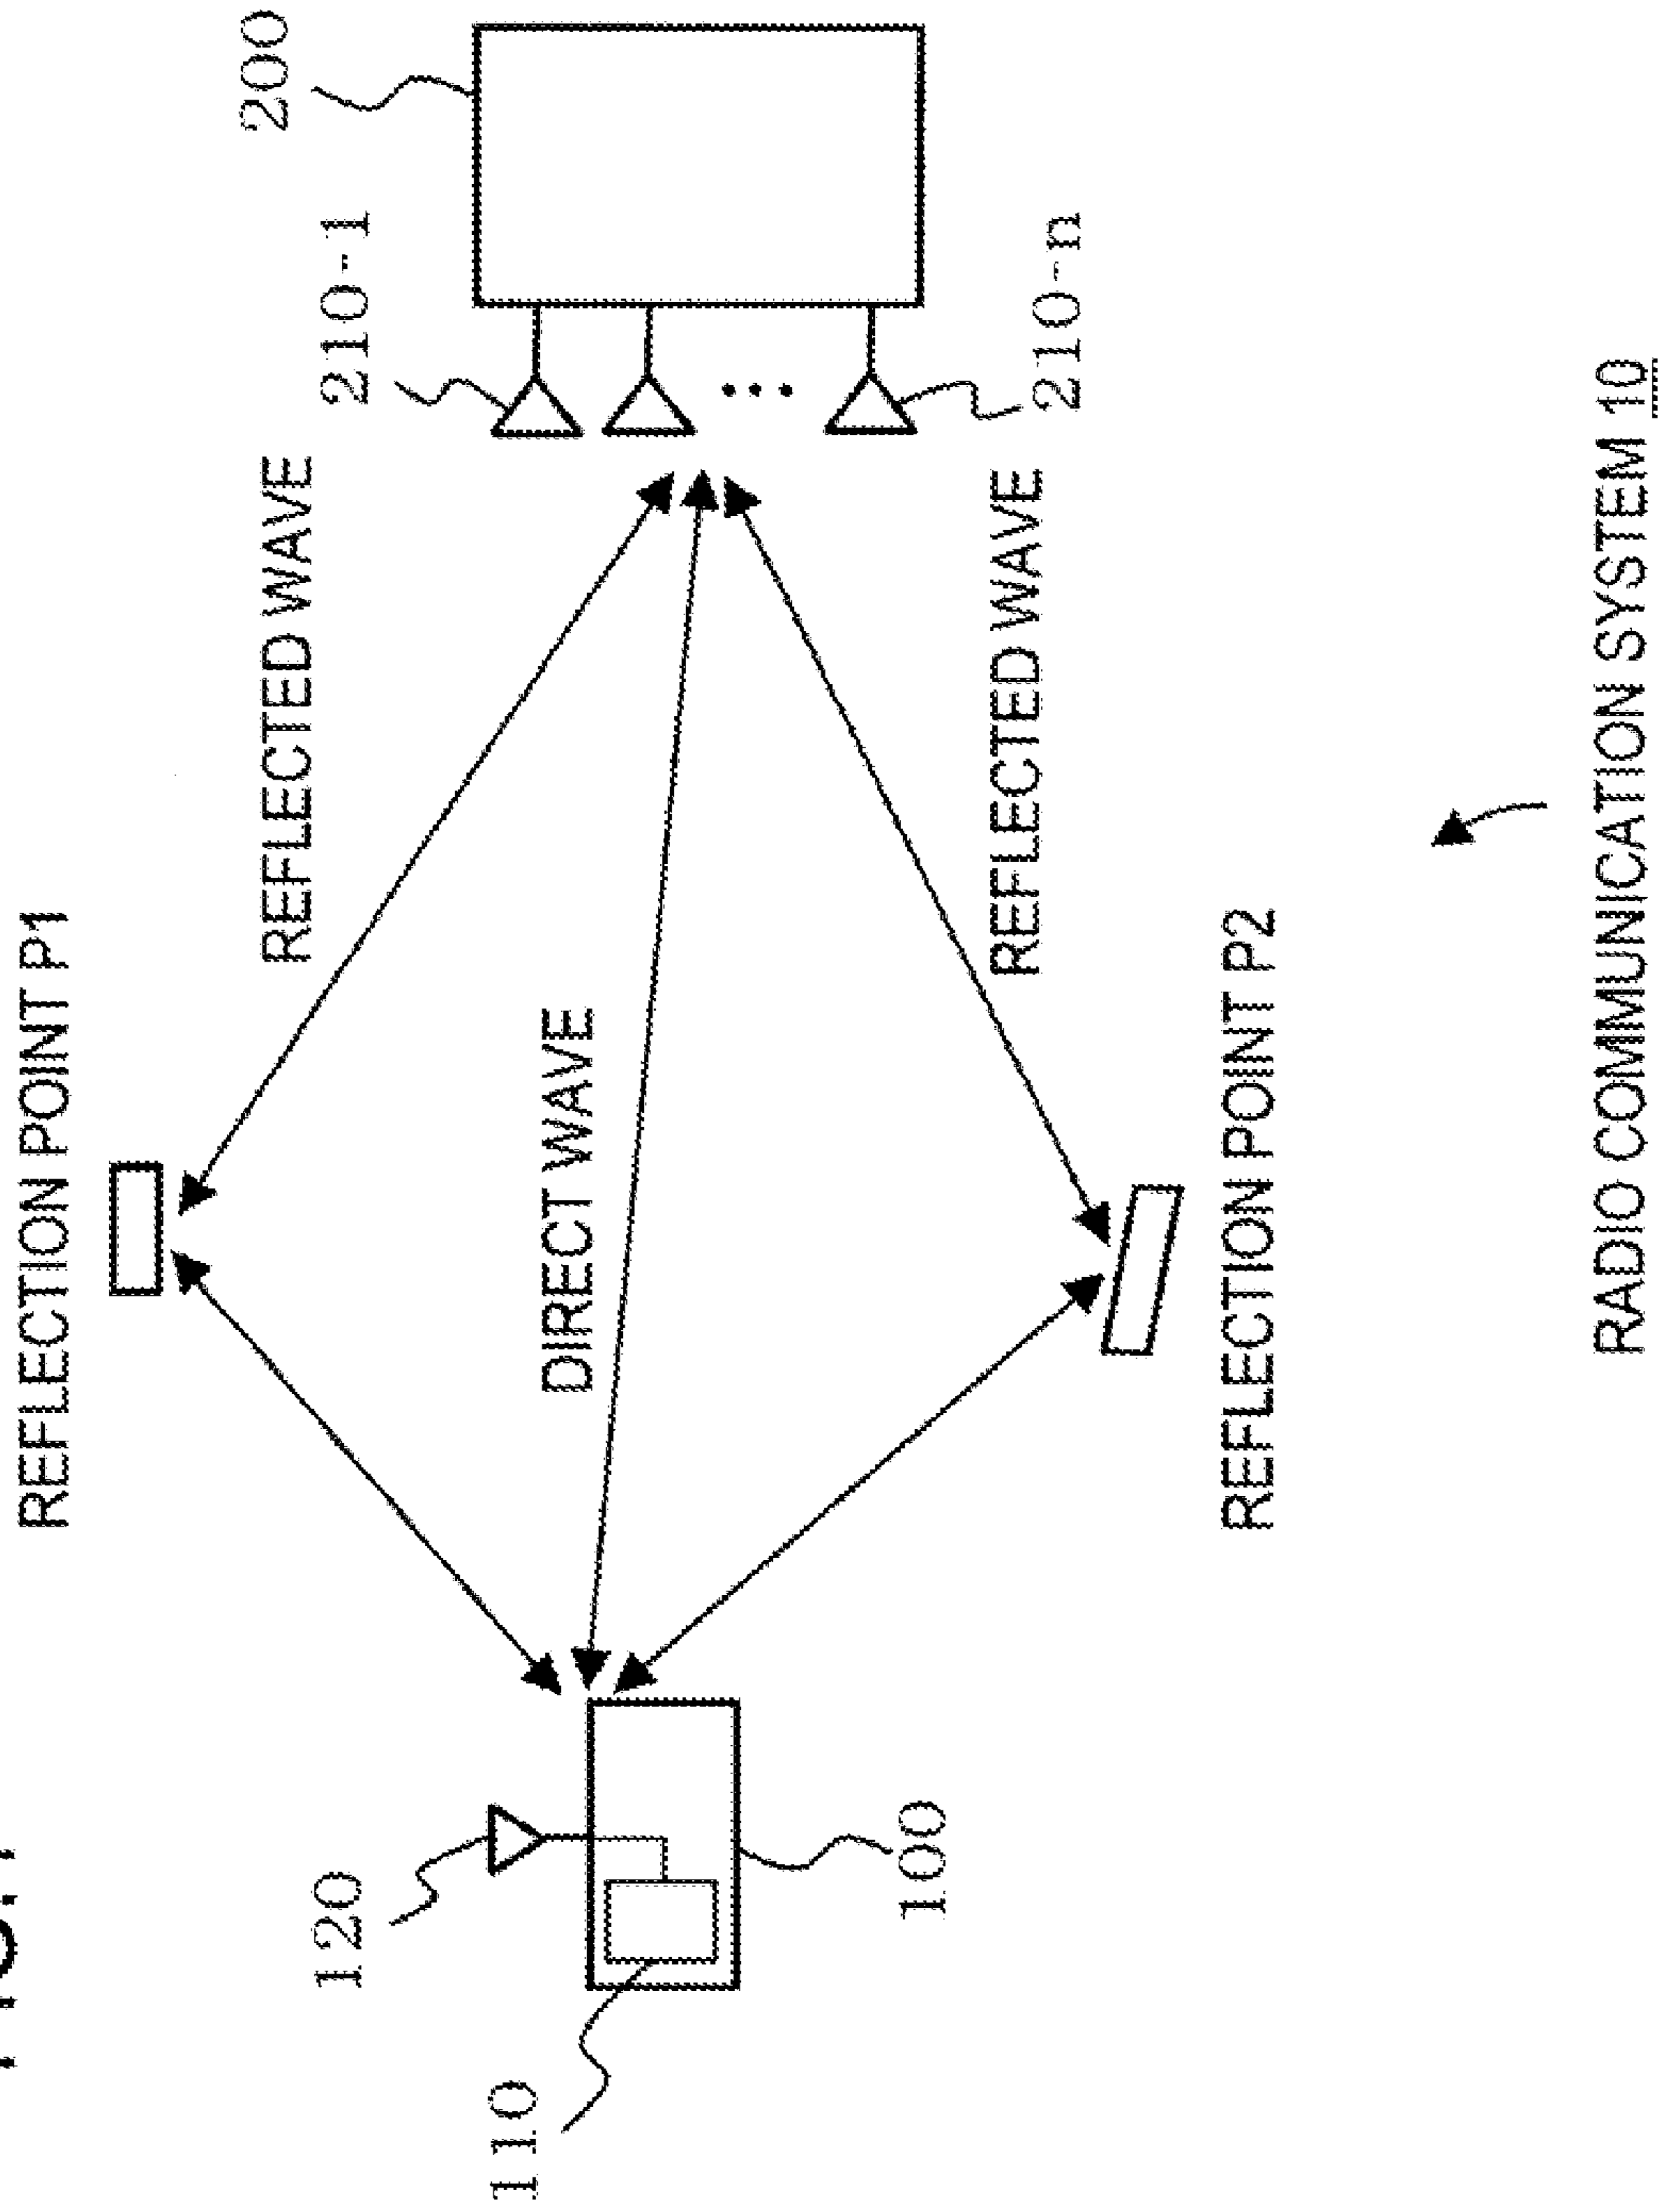 REFLECTION POINT P1
200
210-1
REFLECTED WAVE
120
DIRECT WAVE
110
100
REFLECTED WAVE
210-n
REFLECTION POINT P2
RADIO COMMUNICATION SYSTEM 10